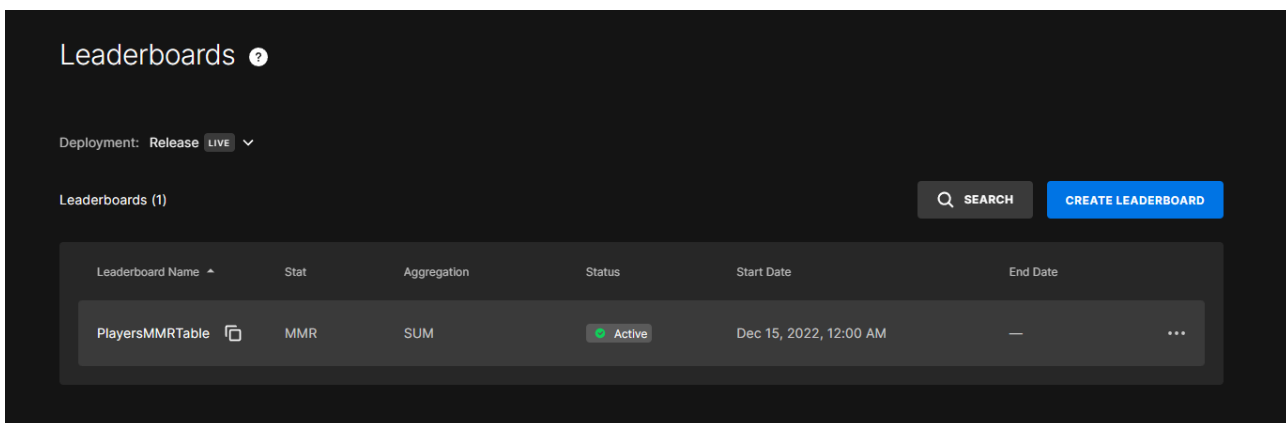 Leaderboards ?
Deployment: Release LIVE
Leaderboards (1)
SEARCH
CREATE LEADERBOARD
Leaderboard Name Stat Aggregation Status Start Date End Date
PlayersMMRTable MMR SUM Active Dec 15, 2022, 12:00 AM —